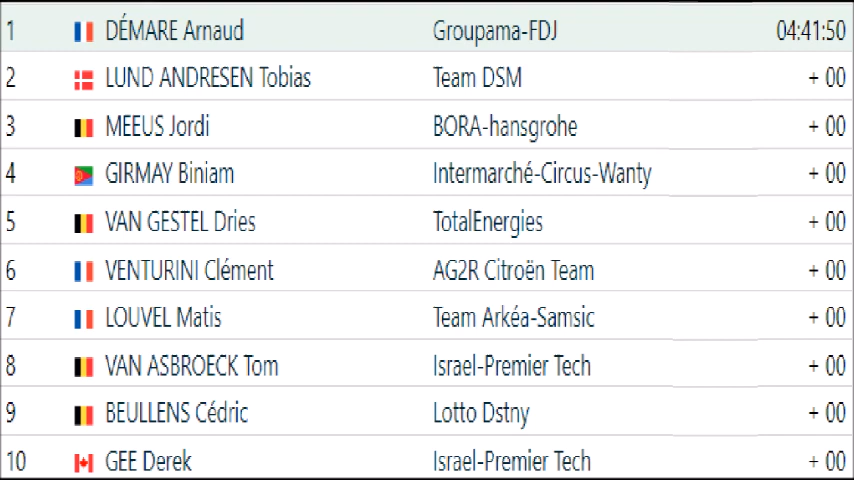 1 DÉMARE Arnaud Groupama-FDJ 04:41:50
2 LUND ANDRESEN Tobias Team DSM + 00
3 MEEUS Jordi BORA-hansgrohe + 00
4 GIRMAY Biniam Intermarché-Circus-Wanty + 00
5 VAN GESTEL Dries TotalEnergies + 00
6 VENTURINI Clément AG2R Citroën Team + 00
7 LOUVEL Matis Team Arkéa-Samsic + 00
8 VAN ASBROECK Tom Israel-Premier Tech + 00
9 BEULLENS Cédric Lotto Dstny + 00
10 GEE Derek Israel-Premier Tech + 00